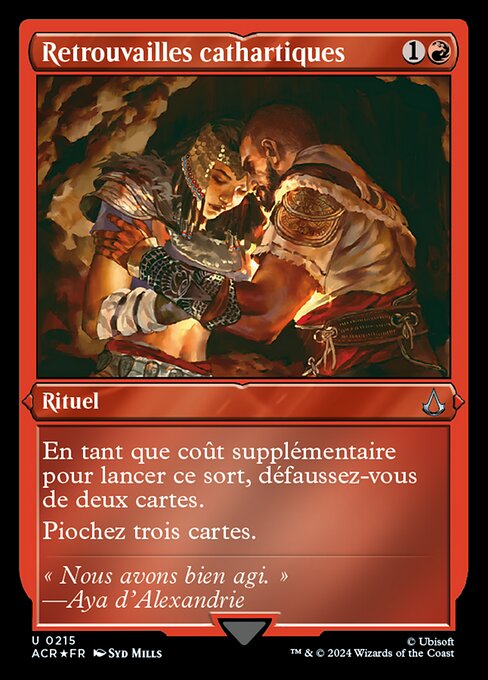 Retrouvailles cathartiques 1
Rituel
En tant que coût supplémentaire
pour lancer ce sort, défaussez-vous
de deux cartes.
Piochez trois cartes.
« Nous avons bien agi. »
—Aya d'Alexandrie
U 0215
ACR★FR Syd Mills
© Ubisoft
™ & © 2024 Wizards of the Coast